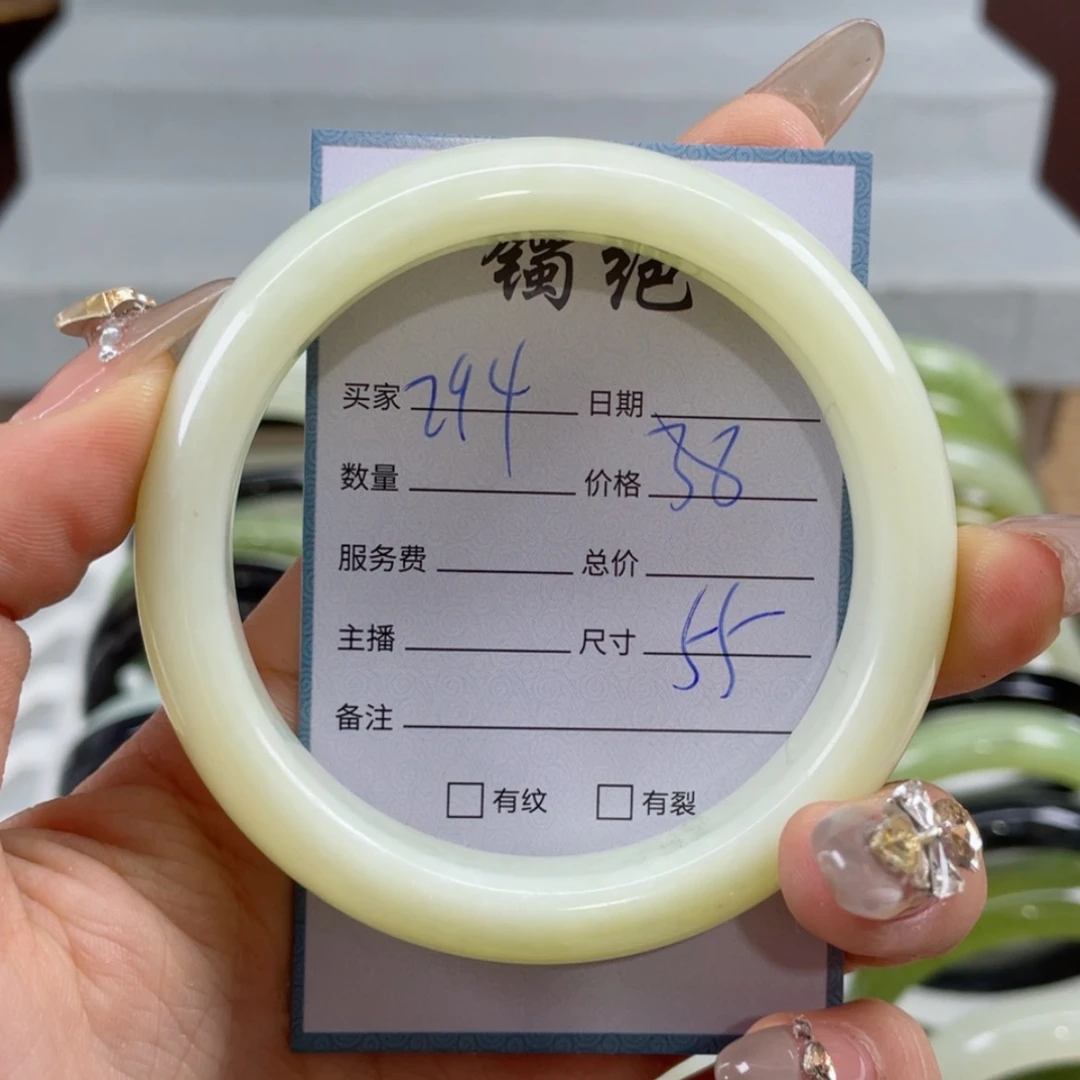 镯苑
买家 294 日期
数量 价格 38
服务费 总价
主播 尺寸 55
备注
□有纹 □有裂